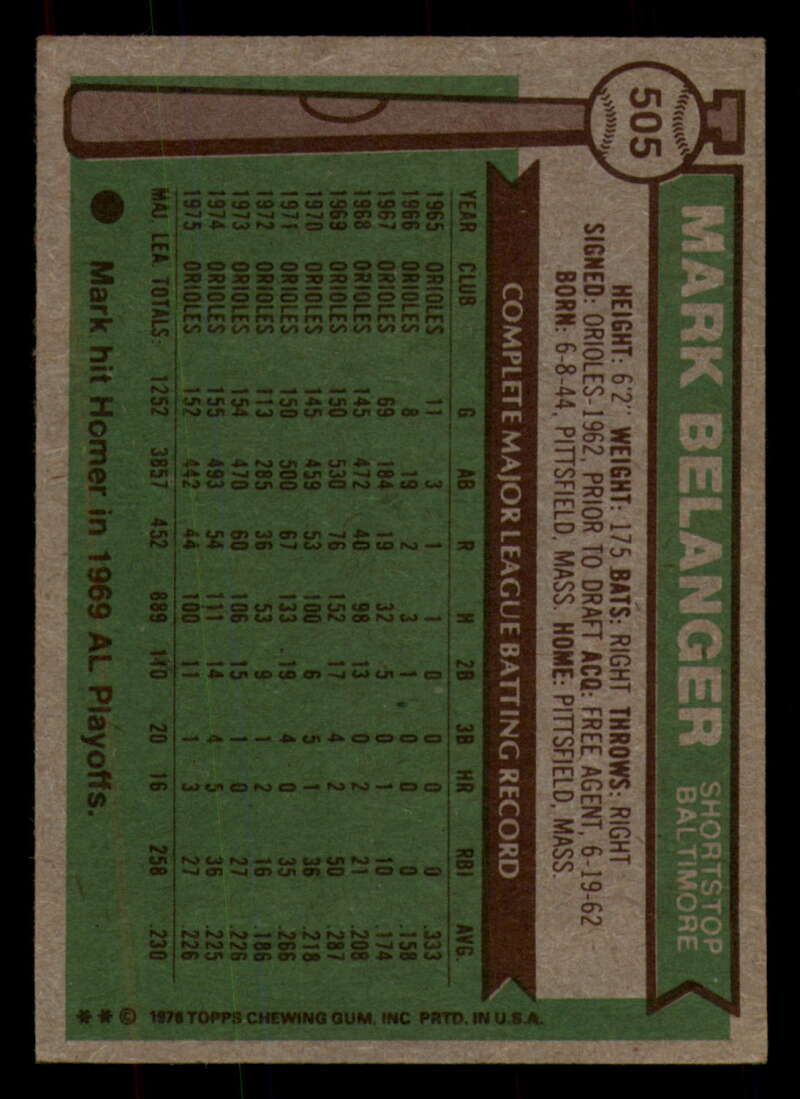 505
MARK BELANGER
SHORTSTOP
BALTIMORE
HEIGHT: 6'2" WEIGHT: 175 BATS: RIGHT THROWS: RIGHT
SIGNED: ORIOLES-1962, PRIOR TO DRAFT ACQ: FREE AGENT, 6-19-62
BORN: 6-8-44, PITTSFIELD, MASS. HOME: PITTSFIELD, MASS.
COMPLETE MAJOR LEAGUE BATTING RECORD
YEAR CLUB G AB R H 2B 3B HR RBI AVG.
1965 ORIOLES 11 3 1 1 0 0 0 0 .333
1966 ORIOLES 8 19 2 3 1 0 0 0 .158
1967 ORIOLES 69 184 19 32 5 0 1 10 .174
1968 ORIOLES 145 472 40 98 13 0 2 21 .208
1969 ORIOLES 150 530 76 152 17 4 2 50 .287
1970 ORIOLES 145 459 53 100 6 5 1 36 .218
1971 ORIOLES 150 500 67 133 19 4 0 35 .266
1972 ORIOLES 113 285 36 53 9 1 2 16 .186
1973 ORIOLES 154 470 60 106 15 1 0 27 .226
1974 ORIOLES 155 493 54 111 14 4 5 36 .225
1975 ORIOLES 152 442 44 100 11 1 3 27 .226
MAJ LEA TOTALS: 1252 3857 452 889 110 20 16 258 .230
Mark hit Homer in 1969 AL Playoffs.
** © 1976 TOPPS CHEWING GUM, INC PRTD. IN U.S.A.